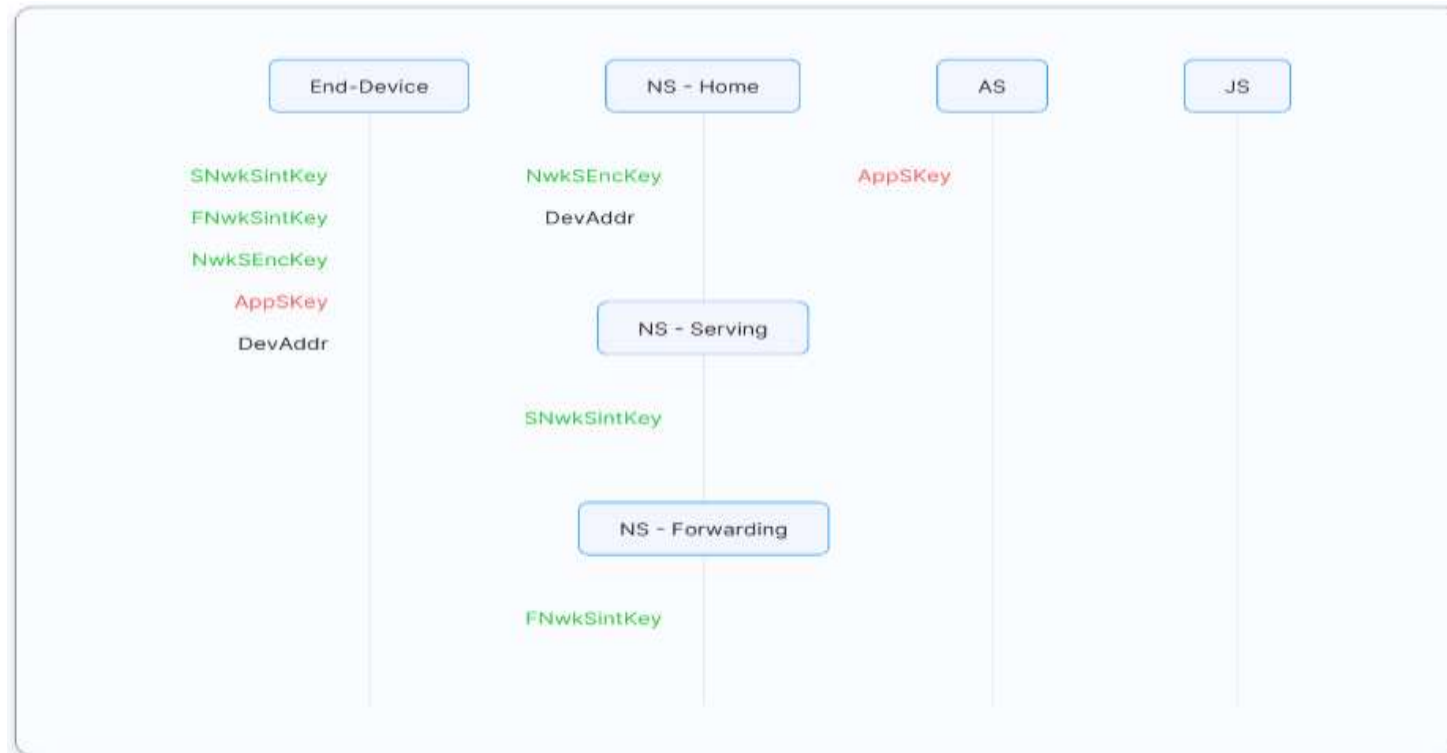 End-Device NS - Home AS JS
SNwkSintKey NwkSEncKey AppSKey
FNwkSintKey DevAddr
NwkSEncKey
AppSKey
DevAddr
NS - Serving
SNwkSintKey
NS - Forwarding
FNwkSintKey